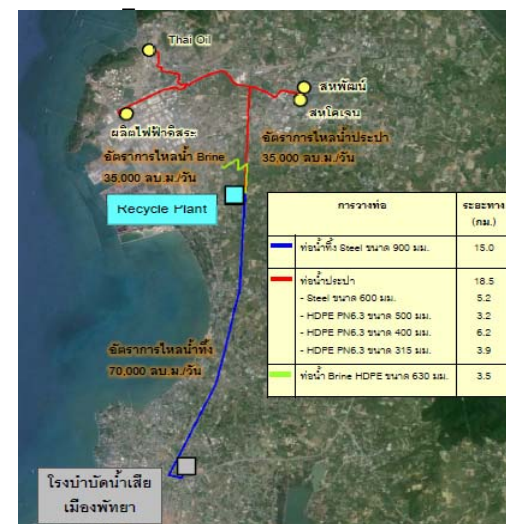 Thai Oil
สหพัฒน์
สหโคเจน
ผลิตไฟฟ้าอิสระ
อัตราการไหลน้ำ Brine
35,000 ลบ.ม./วัน
อัตราการไหลน้ำประปา
35,000 ลบ.ม./วัน
Recycle Plant
การวางท่อ
ระยะทาง
(กม.)
ท่อน้ำทิ้ง Steel ขนาด 900 มม. 15.0
ท่อน้ำประปา 18.5
- Steel ขนาด 600 มม. 5.2
- HDPE PN6.3 ขนาด 500 มม. 3.2
- HDPE PN6.3 ขนาด 400 มม. 6.2
- HDPE PN6.3 ขนาด 315 มม. 3.9
ท่อน้ำ Brine HDPE ขนาด 630 มม. 3.5
อัตราการไหลน้ำทิ้ง
70,000 ลบ.ม./วัน
โรงบำบัดน้ำเสีย
เมืองพัทยา